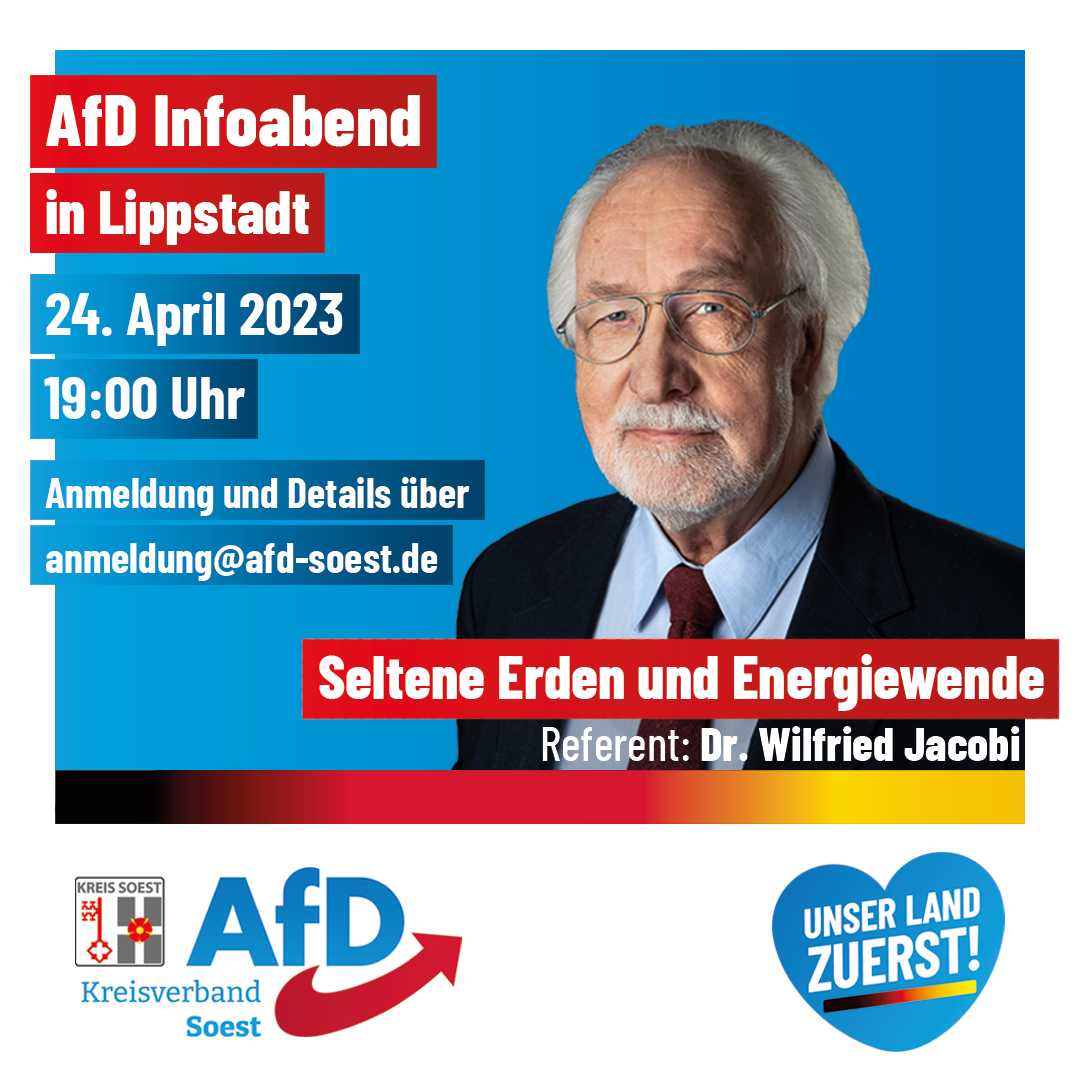 AfD Infoabend
in Lippstadt
24. April 2023
19:00 Uhr
Anmeldung und Details über
anmeldung@afd-soest.de
Seltene Erden und Energiewende
Referent: Dr. Wilfried Jacobi
KREIS SOEST
AfD
Kreisverband
Soest
UNSER LAND
ZUERST!